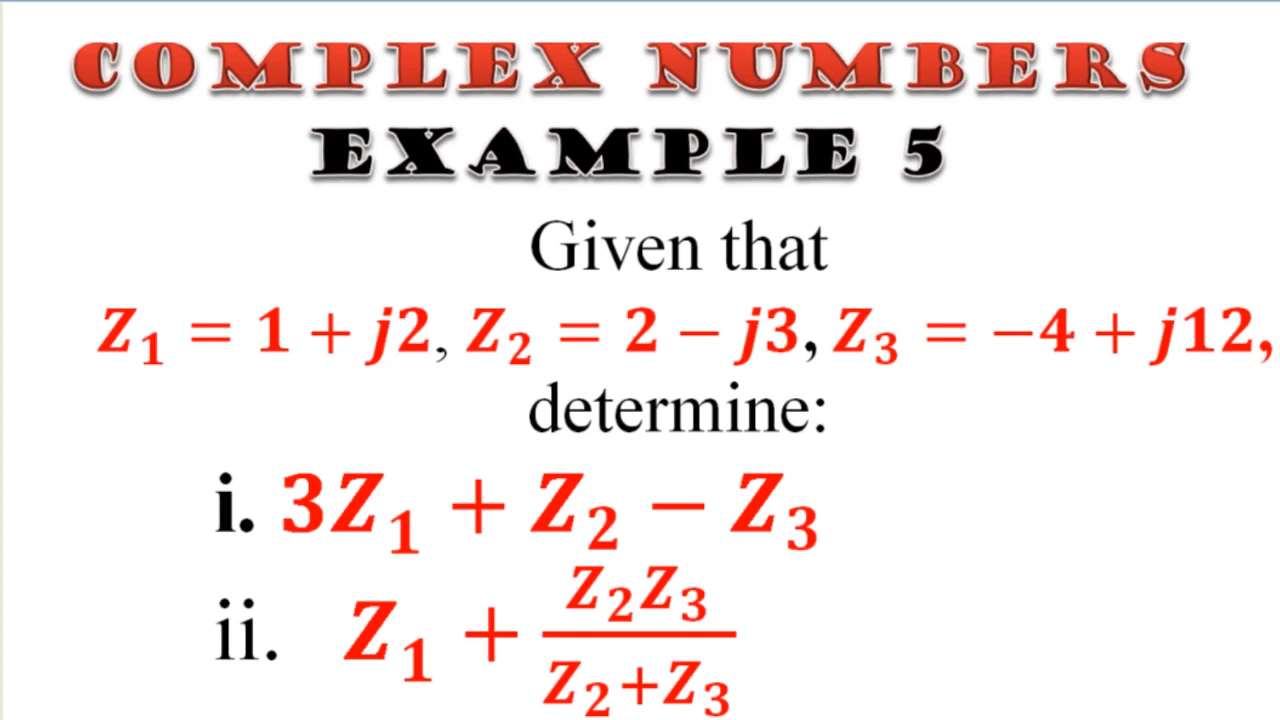 COMPLEX NUMBERS
EXAMPLE 5
Given that
Z₁ = 1 + j2, Z₂ = 2 − j3, Z₃ = −4 + j12,
determine:
i. 3Z₁ + Z₂ − Z₃
ii. Z₁ + Z₂Z₃/Z₂+Z₃